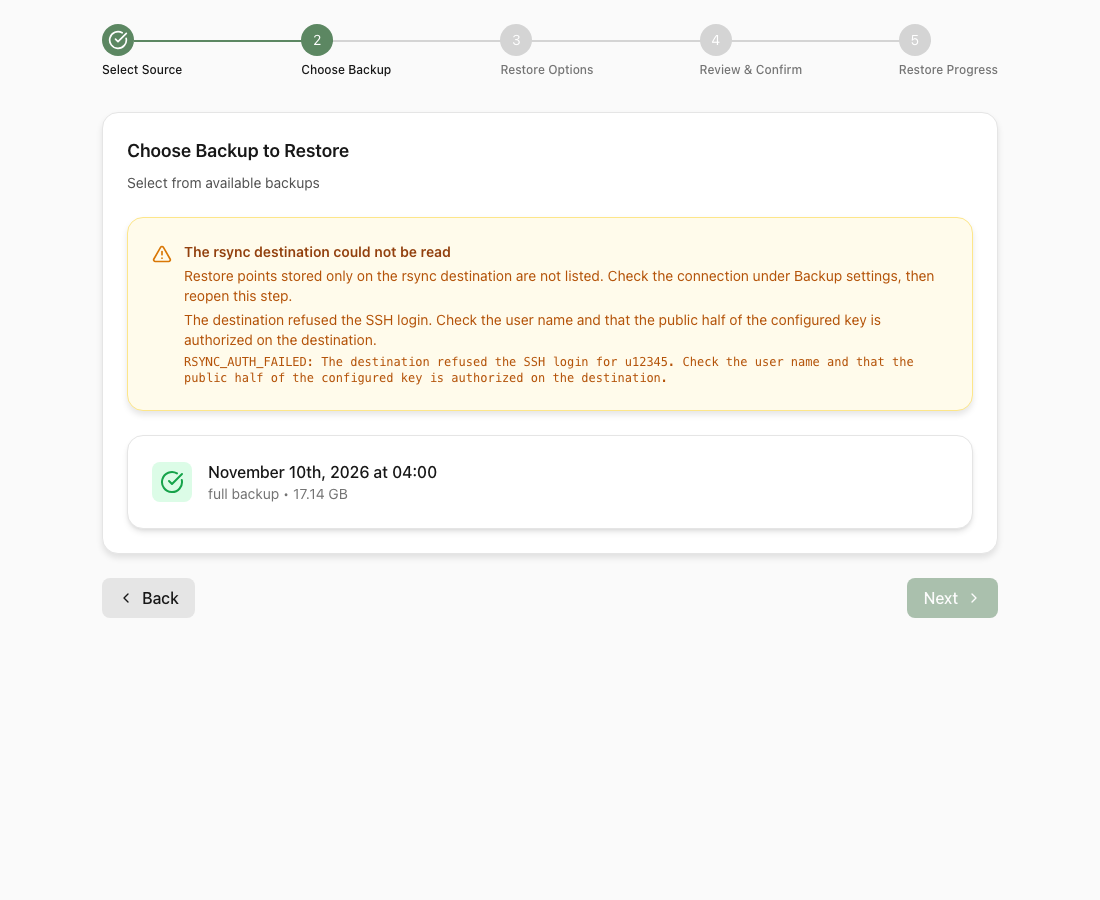 2
3
4
5
Select Source
Choose Backup
Restore Options
Review & Confirm
Restore Progress
Choose Backup to Restore
Select from available backups
The rsync destination could not be read
Restore points stored only on the rsync destination are not listed. Check the connection under Backup settings, then
reopen this step.
The destination refused the SSH login. Check the user name and that the public half of the configured key is
authorized on the destination.
RSYNC_AUTH_FAILED: The destination refused the SSH login for u12345. Check the user name and that the
public half of the configured key is authorized on the destination.
November 10th, 2026 at 04:00
full backup • 17.14 GB
Back
Next